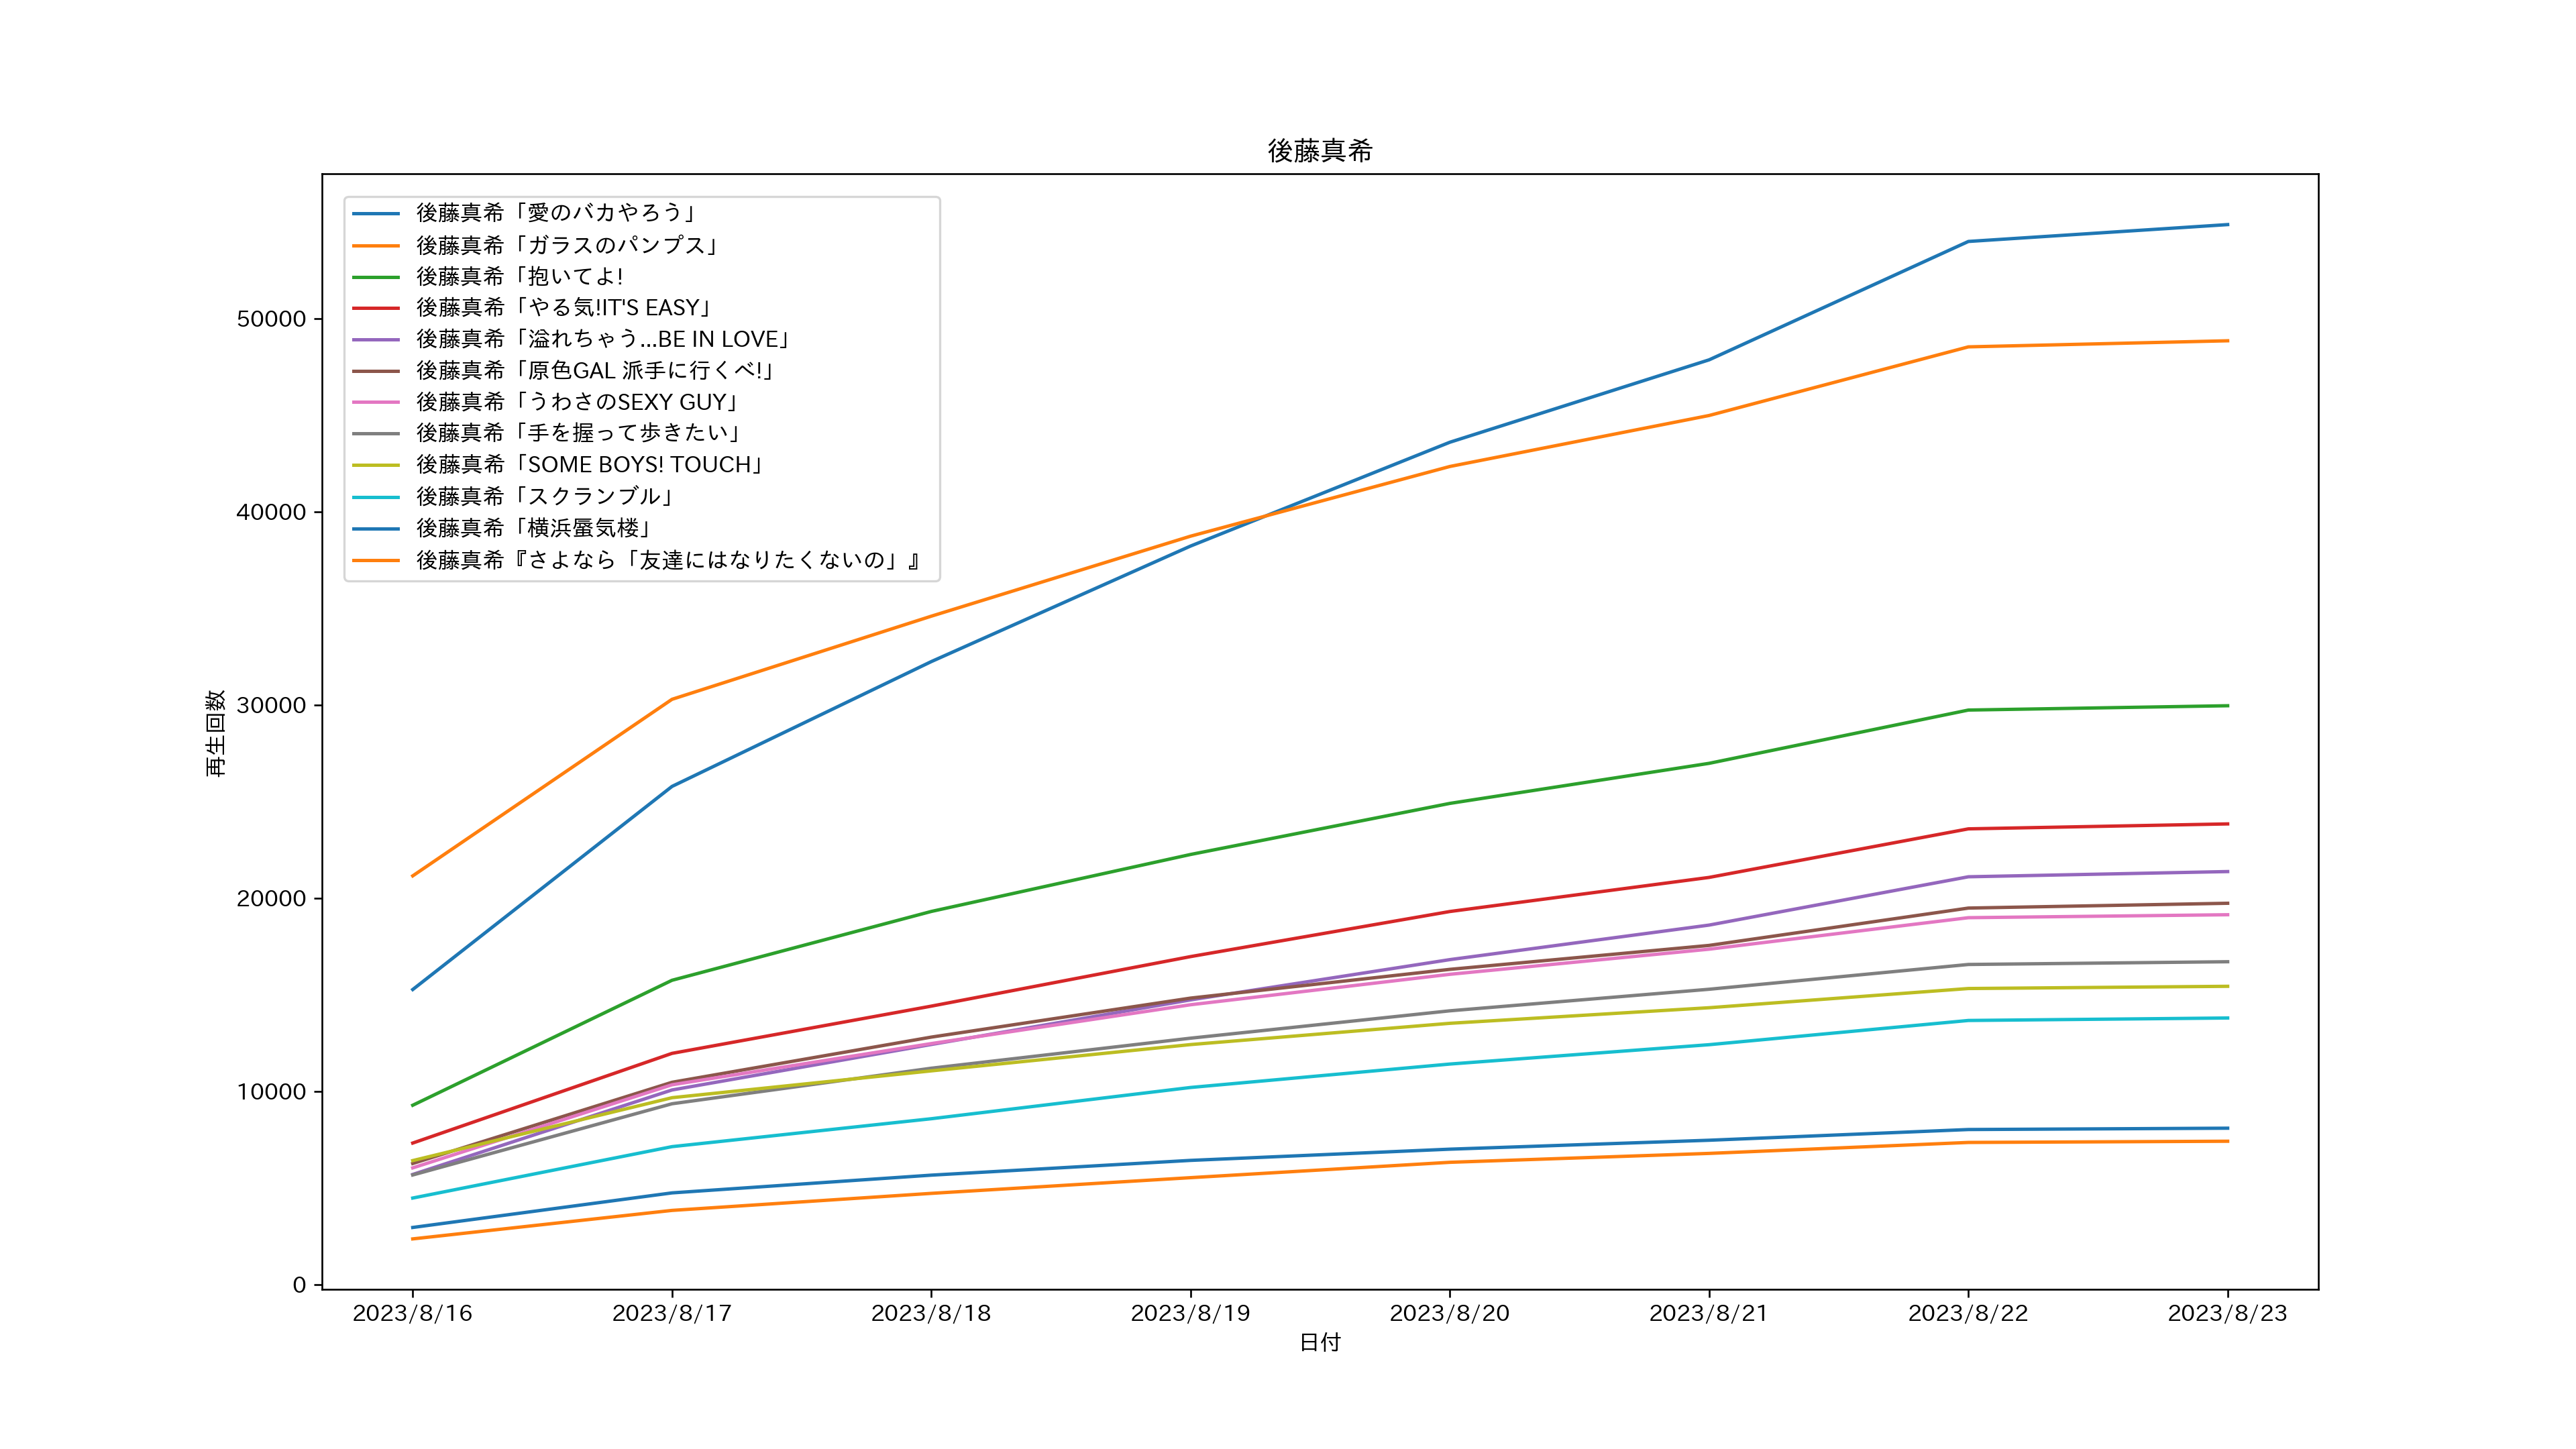 後藤真希
後藤真希「愛のバカやろう」
後藤真希「ガラスのパンプス」
後藤真希「抱いてよ!
後藤真希「やる気!IT'S EASY」
後藤真希「溢れちゃう...BE IN LOVE」
後藤真希「原色GAL 派手に行くべ!」
後藤真希「うわさのSEXY GUY」
後藤真希「手を握って歩きたい」
後藤真希「SOME BOYS! TOUCH」
後藤真希「スクランブル」
後藤真希「横浜蜃気楼」
後藤真希『さよなら「友達にはなりたくないの」』
再生回数
50000
40000
30000
20000
10000
0
2023/8/16 2023/8/17 2023/8/18 2023/8/19 2023/8/20 2023/8/21 2023/8/22 2023/8/23
日付